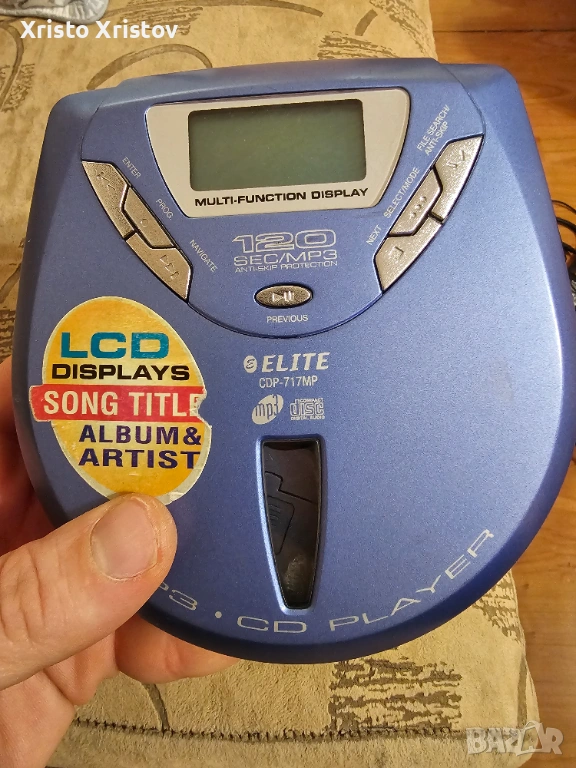 Xristo Xristov
FILE SEARCH/
ANTI-SKIP
SELECT/MODE
NEXT
ENTER
PROG
NAVIGATE
MULTI-FUNCTION DISPLAY
120
SEC/MP3
ANTI-SKIP PROTECTION
PREVIOUS
LCD
DISPLAYS
SONG TITLE
ALBUM &
ARTIST
ELITE
CDP-717MP
mp3
COMPACT
disc
DIGITAL AUDIO
P3 • CD PLAYER
BAZAR